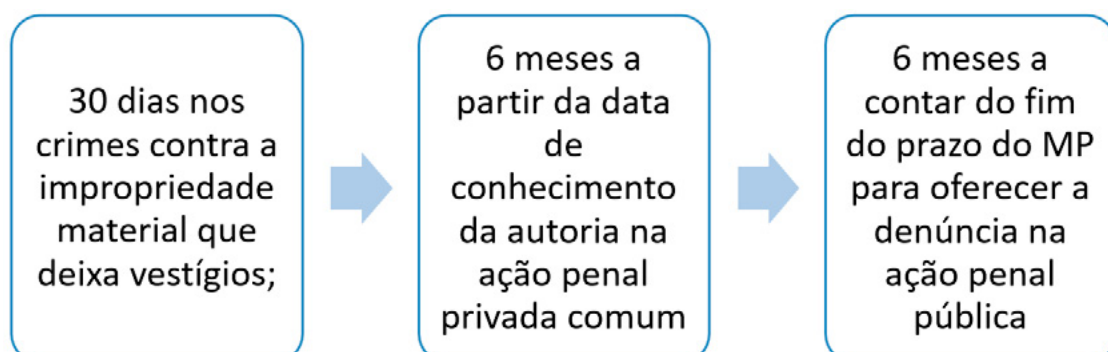 30 dias nos
crimes contra a
impropriedade
material que
deixa vestígios;
6 meses a
partir da data
de
conhecimento
da autoria na
ação penal
privada comum
6 meses a
contar do fim
do prazo do MP
para oferecer a
denúncia na
ação penal
pública